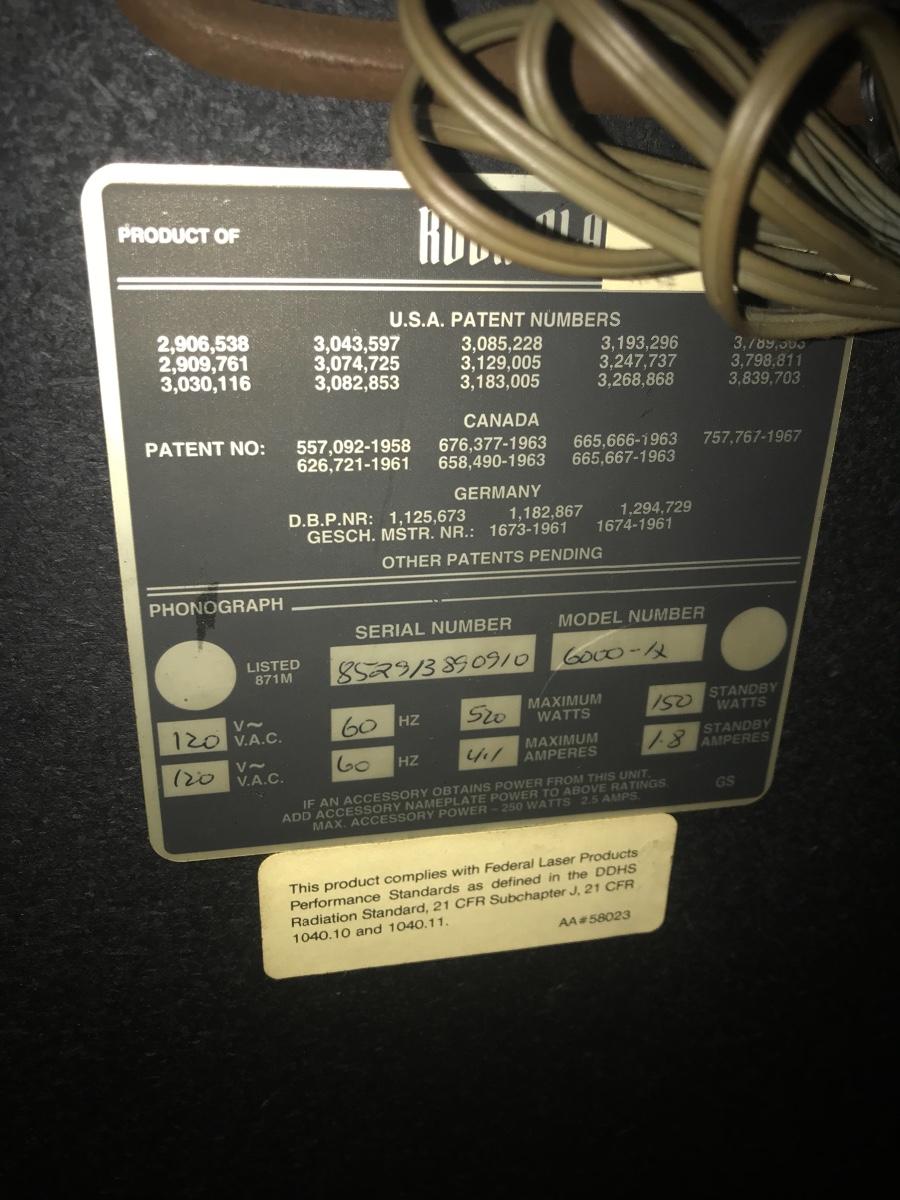 PRODUCT OF
U.S.A. PATENT NUMBERS
2,906,538 3,043,597 3,085,228 3,193,296 3,789,363
2,909,761 3,074,725 3,129,005 3,247,737 3,798,811
3,030,116 3,082,853 3,183,005 3,268,868 3,839,703
CANADA
PATENT NO: 557,092-1958 676,377-1963 665,666-1963 757,767-1967
626,721-1961 658,490-1963 665,667-1963
GERMANY
D.B.P.NR: 1,125,673 1,182,867 1,294,729
GESCH. MSTR. NR.: 1673-1961 1674-1961
OTHER PATENTS PENDING
PHONOGRAPH
SERIAL NUMBER MODEL NUMBER
LISTED 871M 852913890910
120 V~ V.A.C. 60 HZ 520 MAXIMUM WATTS 150 STANDBY WATTS
120 V~ V.A.C. 60 HZ 4.1 MAXIMUM AMPERES 1.8 STANDBY AMPERES
IF AN ACCESSORY OBTAINS POWER FROM THIS UNIT.
ADD ACCESSORY NAMEPLATE POWER TO ABOVE RATINGS.
MAX. ACCESSORY POWER - 250 WATTS 2.5 AMPS.
GS
This product complies with Federal Laser Products
Performance Standards as defined in the DDHS
Radiation Standard, 21 CFR Subchapter J, 21 CFR
1040.10 and 1040.11. AA#58023